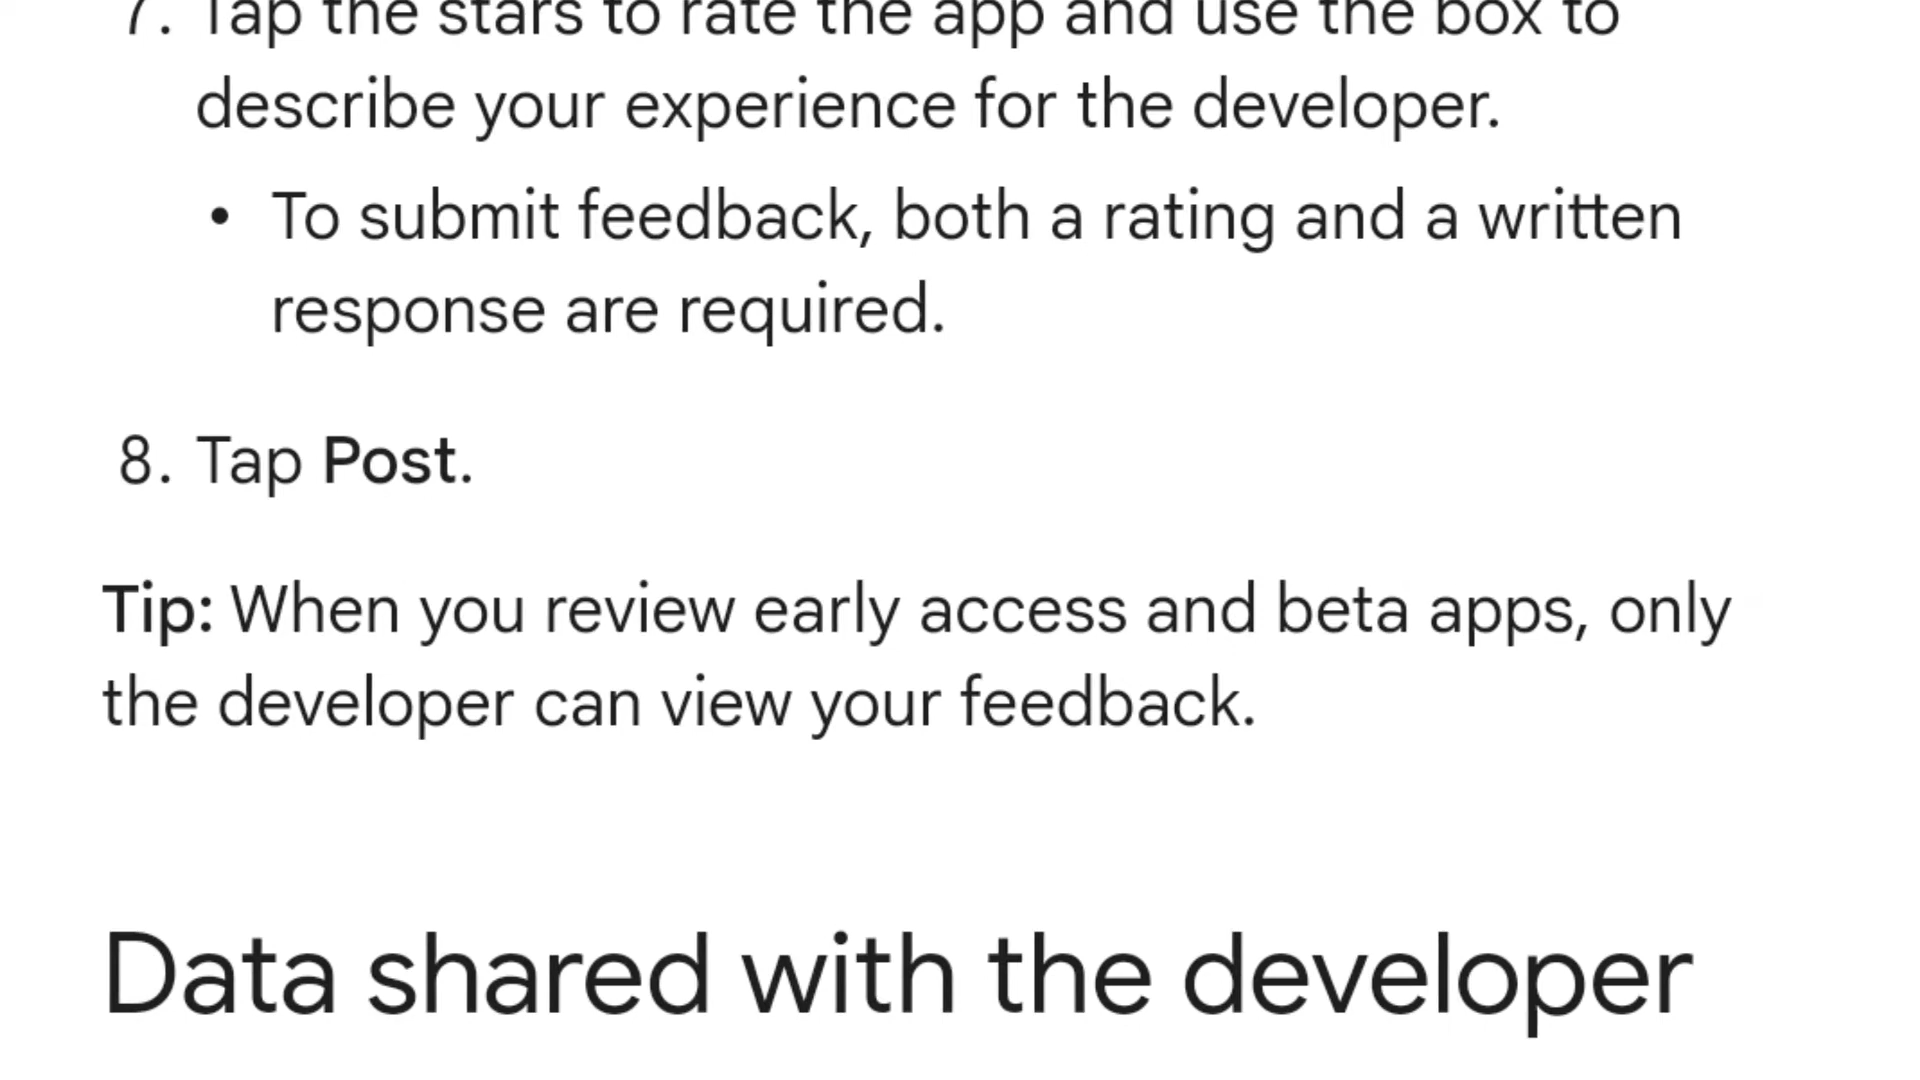 7. Tap the stars to rate the app and use the box to
describe your experience for the developer.
• To submit feedback, both a rating and a written
response are required.
8. Tap Post.
Tip: When you review early access and beta apps, only
the developer can view your feedback.
Data shared with the developer